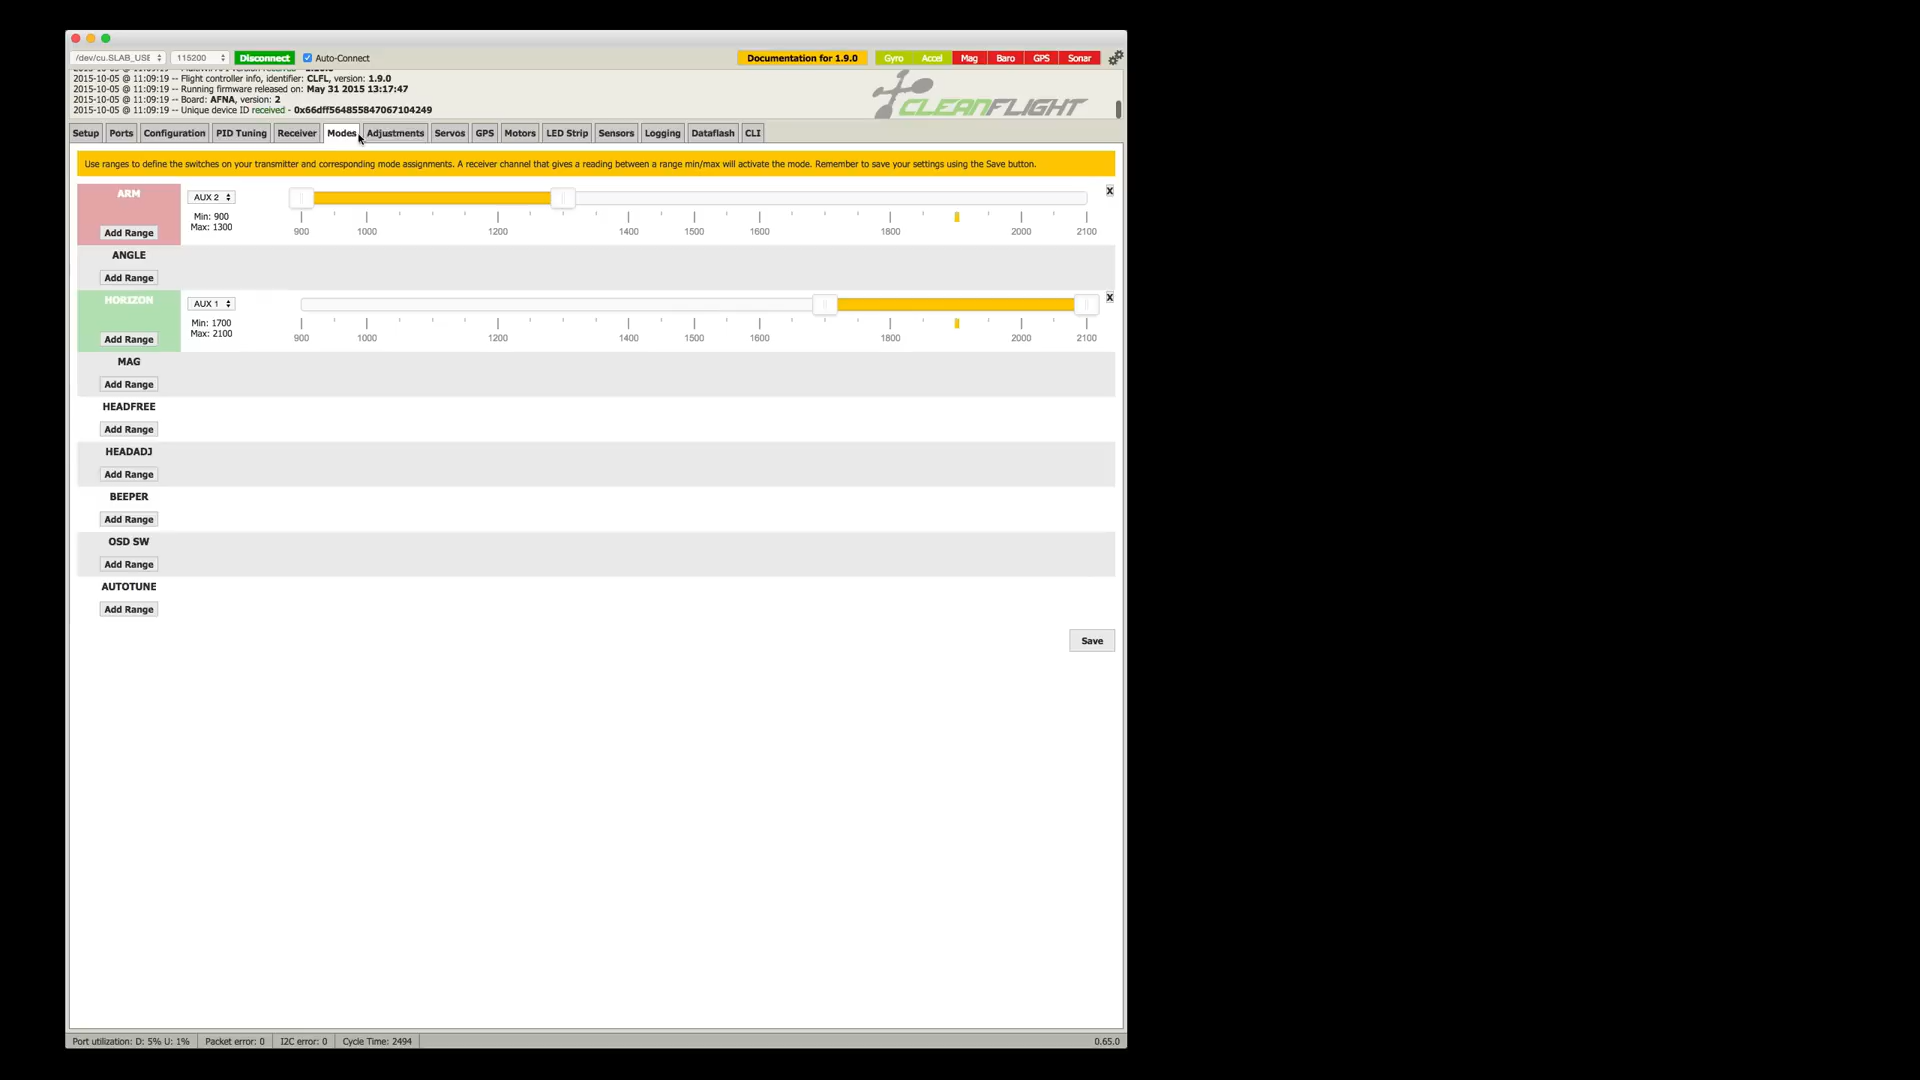 /dev/cu.SLAB_USE 115200 Disconnect Auto-Connect Documentation for 1.9.0 Gyro Accel Mag Baro GPS Sonar
2015-10-05 @ 11:09:19 -- Flight controller info, identifier: CLFL, version: 1.9.0
2015-10-05 @ 11:09:19 -- Running firmware released on: May 31 2015 13:17:47
2015-10-05 @ 11:09:19 -- Board: AFNA, version: 2
2015-10-05 @ 11:09:19 -- Unique device ID received - 0x66dff564855847067104249
CLEANFLIGHT
Setup Ports Configuration PID Tuning Receiver Modes Adjustments Servos GPS Motors LED Strip Sensors Logging Dataflash CLI
Use ranges to define the switches on your transmitter and corresponding mode assignments. A receiver channel that gives a reading between a range min/max will activate the mode. Remember to save your settings using the Save button.
ARM AUX 2 X
Min: 900
Max: 1300
Add Range 900 1000 1200 1400 1500 1600 1800 2000 2100
ANGLE
Add Range
HORIZON AUX 1 X
Min: 1700
Max: 2100
Add Range 900 1000 1200 1400 1500 1600 1800 2000 2100
MAG
Add Range
HEADFREE
Add Range
HEADADJ
Add Range
BEEPER
Add Range
OSD SW
Add Range
AUTOTUNE
Add Range
Save
Port utilization: D: 5% U: 1% Packet error: 0 I2C error: 0 Cycle Time: 2494 0.65.0